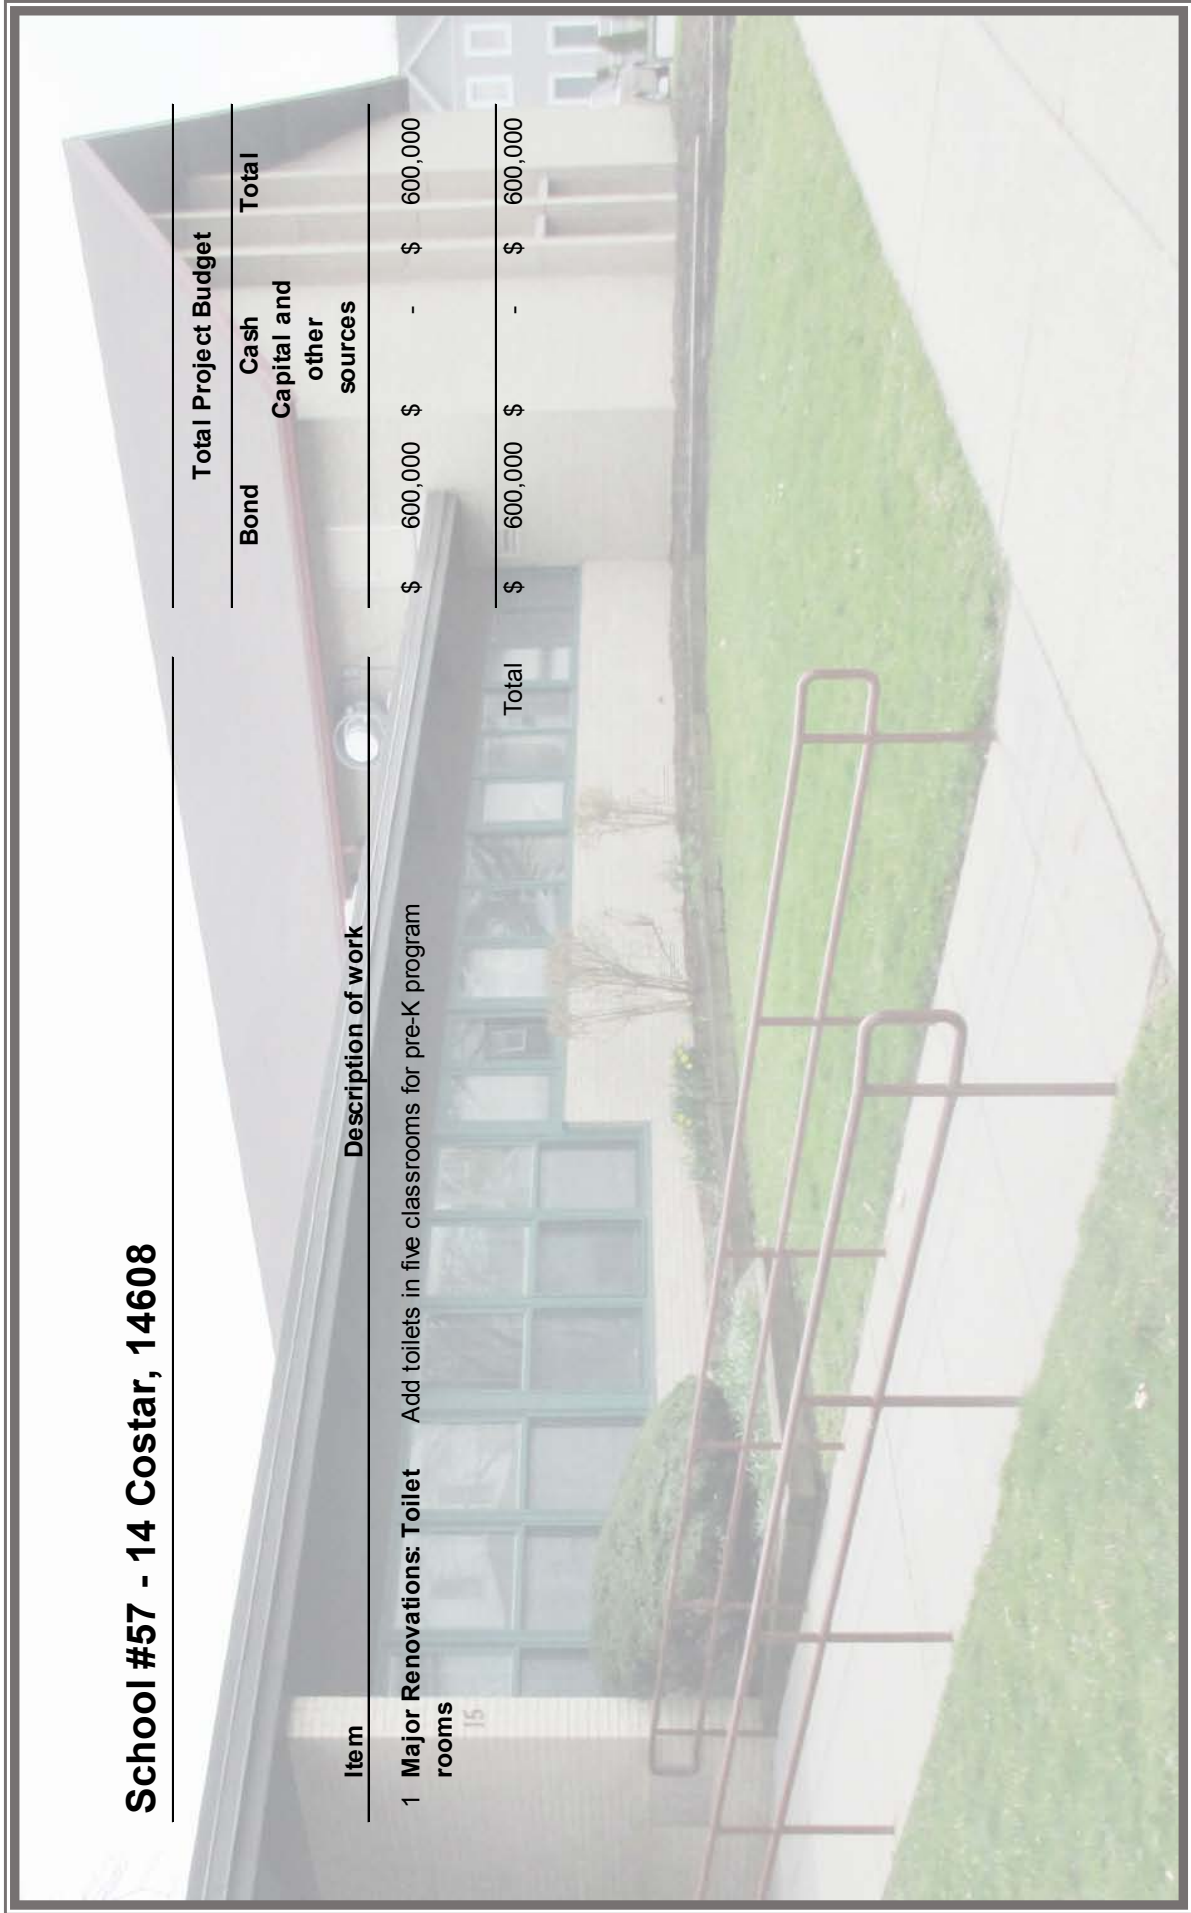 School #57 - 14 Costar, 14608
Total Project Budget
Item Description of work Bond Cash Total
Capital and
other
sources
1 Major Renovations: Toilet Add toilets in five classrooms for pre-K program $ 600,000 $ - $ 600,000
rooms
Total $ 600,000 $ - $ 600,000
15